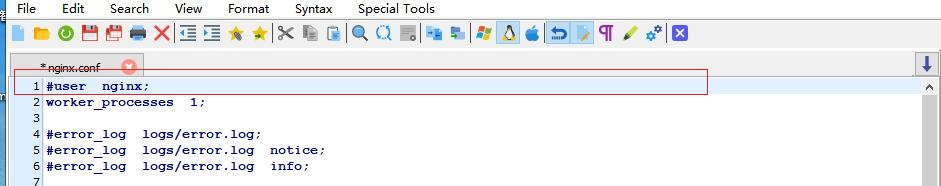 File Edit Search View Format Syntax Special Tools
*nginx.conf
1 #user nginx;
2 worker_processes 1;
3
4 #error_log logs/error.log;
5 #error_log logs/error.log notice;
6 #error_log logs/error.log info;
7